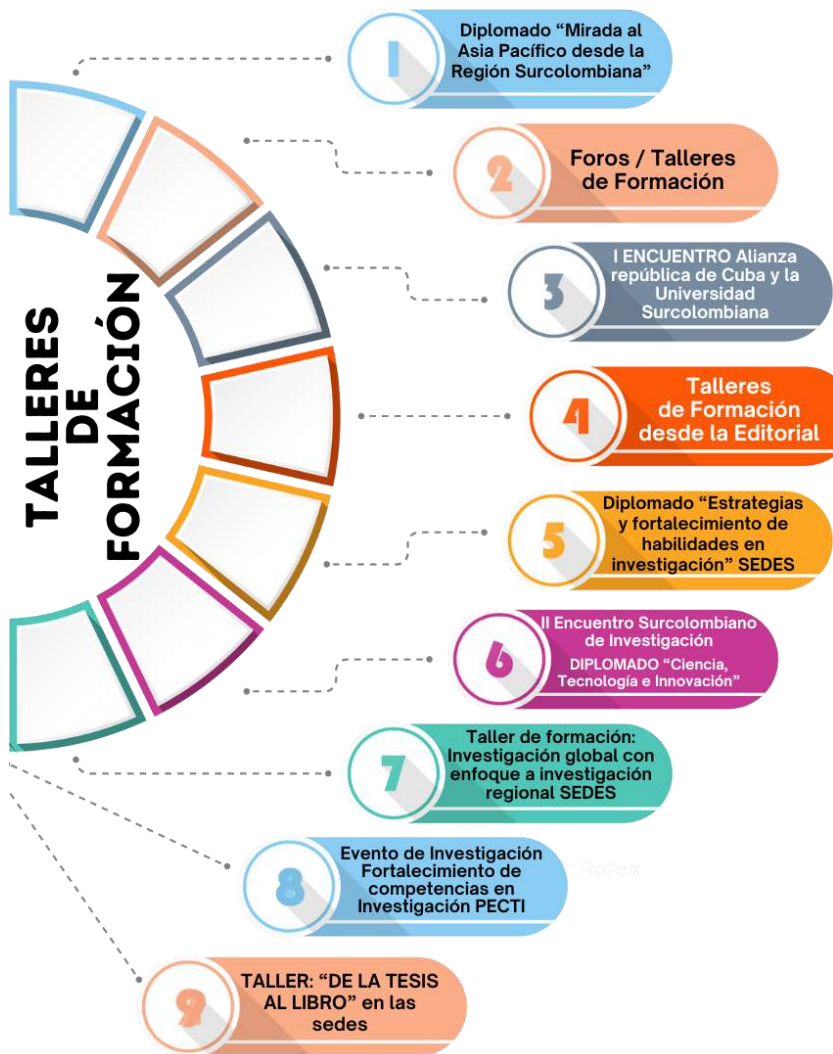 TALLERES
DE
FORMACIÓN
1
Diplomado “Mirada al
Asia Pacífico desde la
Región Surcolombiana”
2
Foros / Talleres
de Formación
3
I ENCUENTRO Alianza
república de Cuba y la
Universidad
Surcolombiana
4
Talleres
de Formación
desde la Editorial
5
Diplomado “Estrategias
y fortalecimiento de
habilidades en
investigación” SEDES
6
II Encuentro Surcolombiano
de Investigación
DIPLOMADO “Ciencia,
Tecnología e Innovación”
7
Taller de formación:
Investigación global con
enfoque a investigación
regional SEDES
8
Evento de Investigación
Fortalecimiento de
competencias en
Investigación PECTI
Rates
9
TALLER: “DE LA TESIS
AL LIBRO” en las
sedes